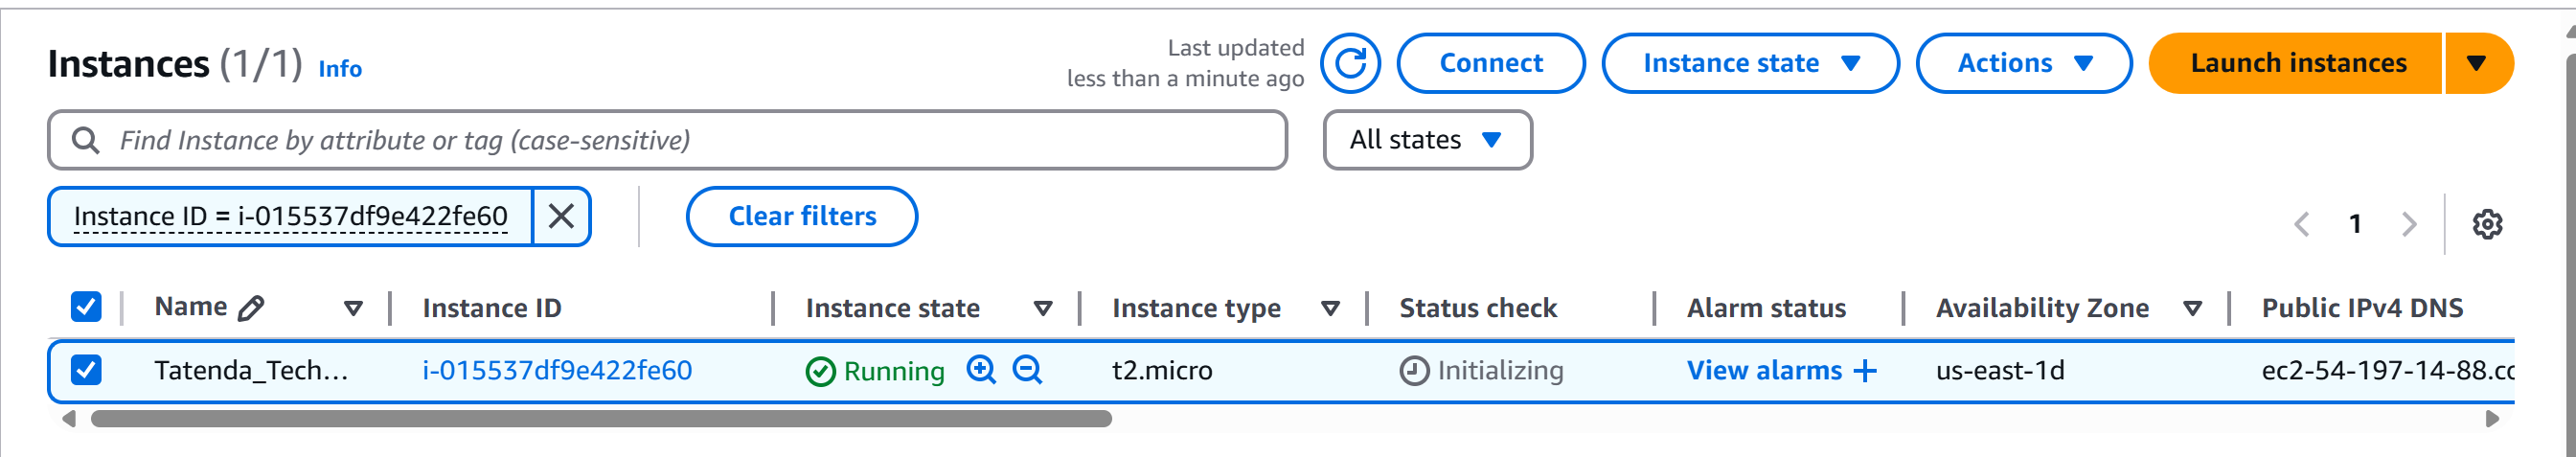 Instances (1/1) Info
Last updated
less than a minute ago
Connect
Instance state
Actions
Launch instances
Find Instance by attribute or tag (case-sensitive)
All states
Instance ID = i-015537df9e422fe60
Clear filters
1
Name Instance ID Instance state Instance type Status check Alarm status Availability Zone Public IPv4 DNS
Tatenda_Tech... i-015537df9e422fe60 Running t2.micro Initializing View alarms + us-east-1d ec2-54-197-14-88.cc